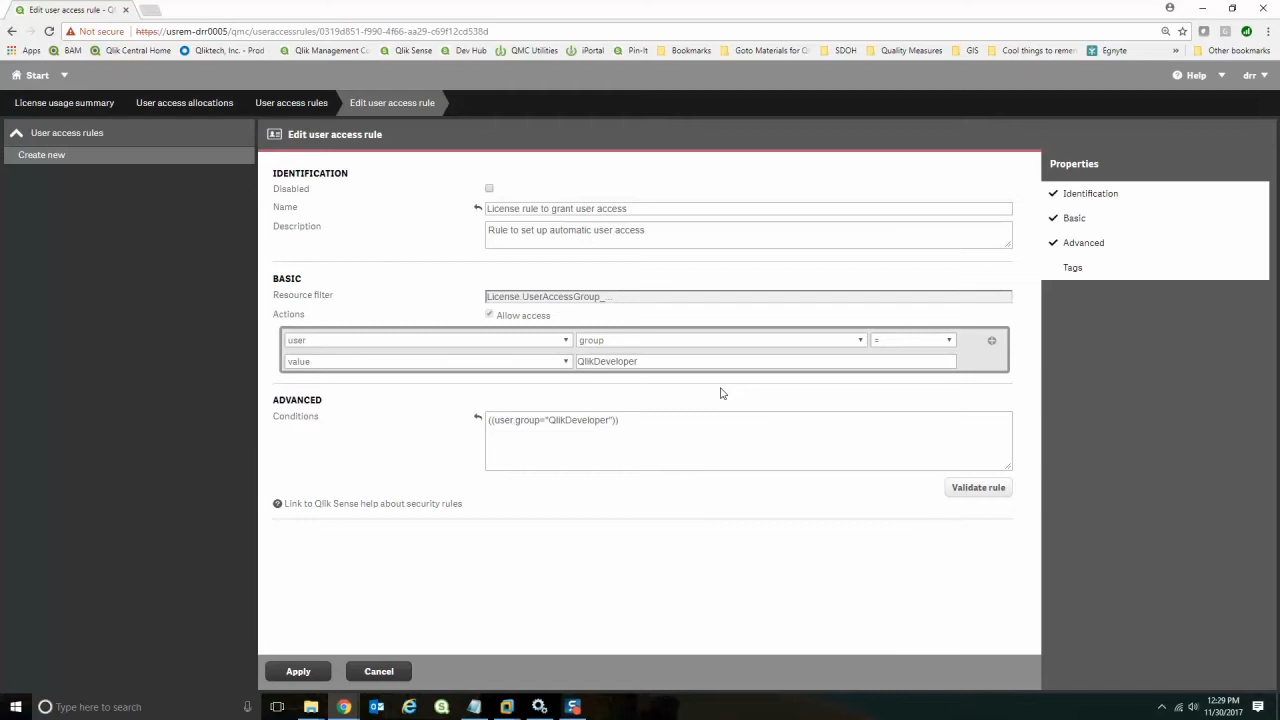 Edit user access rule - Q
Not secure https://usrem-drr0005/qmc/useraccessrules/0319d851-f990-4f66-aa29-c69f12cd538d
Apps BAM Qlik Central Home Qliktech, Inc. - Prod Qlik Management C Qlik Sense Dev Hub QMC Utilities iPortal Pin-It Bookmarks Goto Materials for Q SDOH Quality Measures GIS Cool things to remem Egnyte » Other bookmarks
Start Help drr
License usage summary User access allocations User access rules Edit user access rule
User access rules
Create new
Edit user access rule
IDENTIFICATION
Disabled
Name License rule to grant user access
Description Rule to set up automatic user access
BASIC
Resource filter License.UserAccessGroup_...
Actions Allow access
user group =
value QlikDeveloper
ADVANCED
Conditions ((user.group="QlikDeveloper"))
Validate rule
Link to Qlik Sense help about security rules
Apply Cancel
Properties
Identification
Basic
Advanced
Tags
Type here to search
12:29 PM
11/30/2017